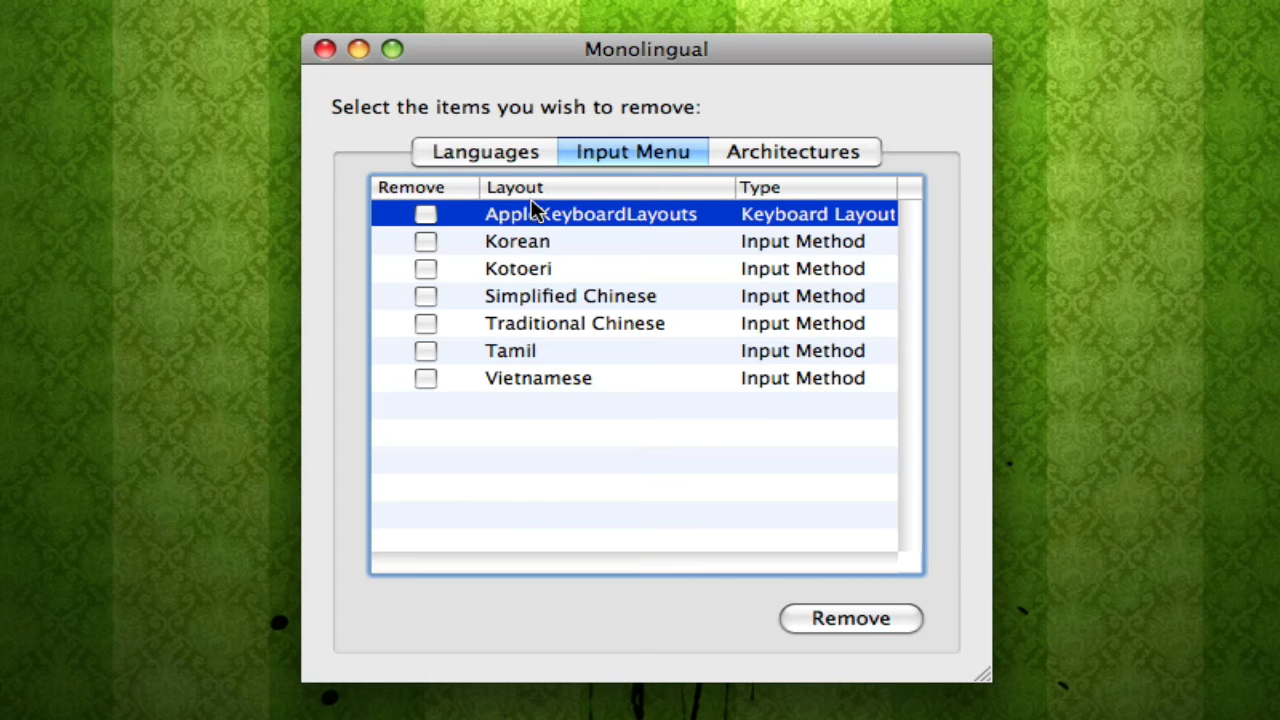 Monolingual
Select the items you wish to remove:
Languages Input Menu Architectures
Remove Layout Type
AppleKeyboardLayouts Keyboard Layout
Korean Input Method
Kotoeri Input Method
Simplified Chinese Input Method
Traditional Chinese Input Method
Tamil Input Method
Vietnamese Input Method
Remove